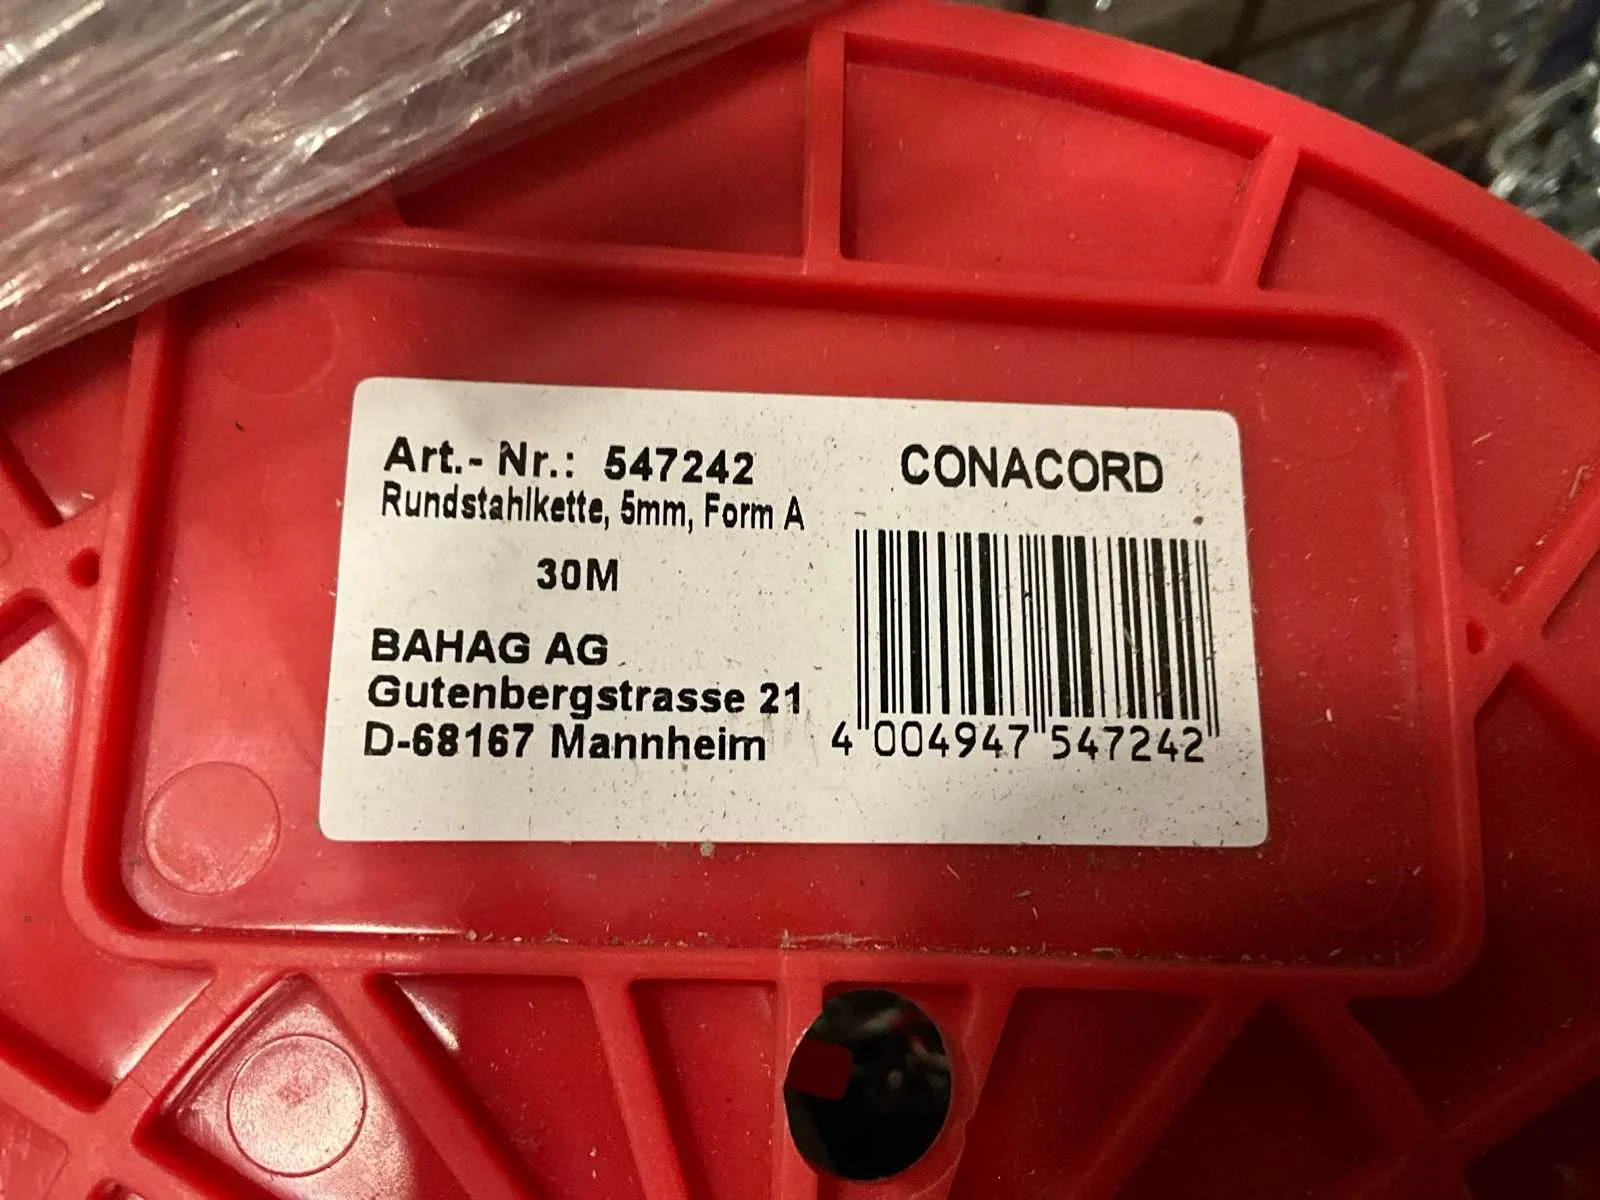 Art.- Nr.: 547242
Rundstahlkette, 5mm, Form A
30M
BAHAG AG
Gutenbergstrasse 21
D-68167 Mannheim
CONACORD
4 004947 547242